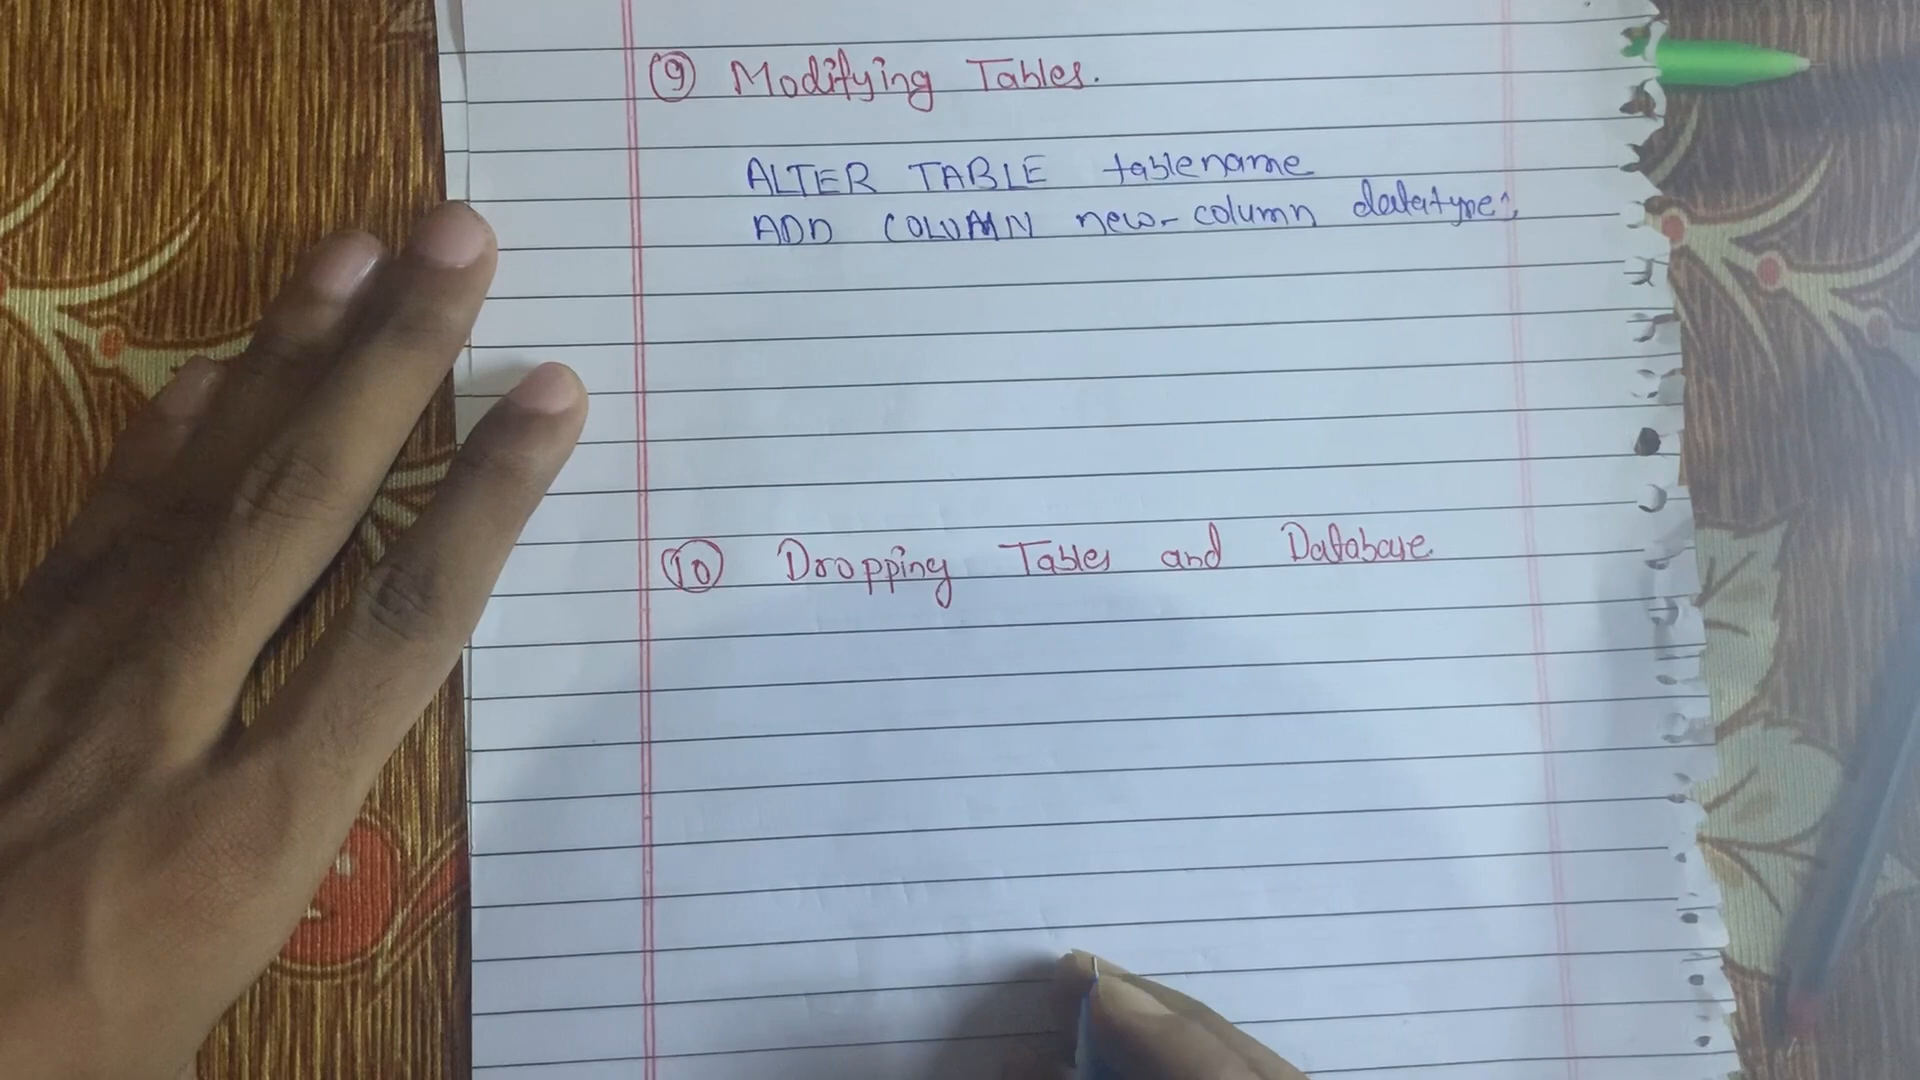 (9) Modifying Tables.
ALTER TABLE tablename
ADD COLUMN new-column datatype;
(10) Dropping Tables and Database